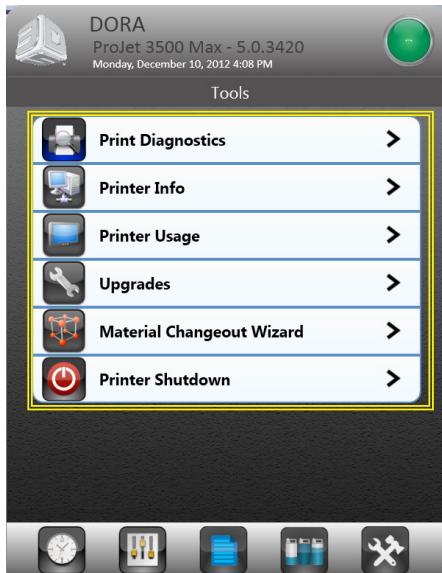 DORA
ProJet 3500 Max - 5.0.3420
Monday, December 10, 2012 4:08 PM
Tools
Print Diagnostics
Printer Info
Printer Usage
Upgrades
Material Changeout Wizard
Printer Shutdown